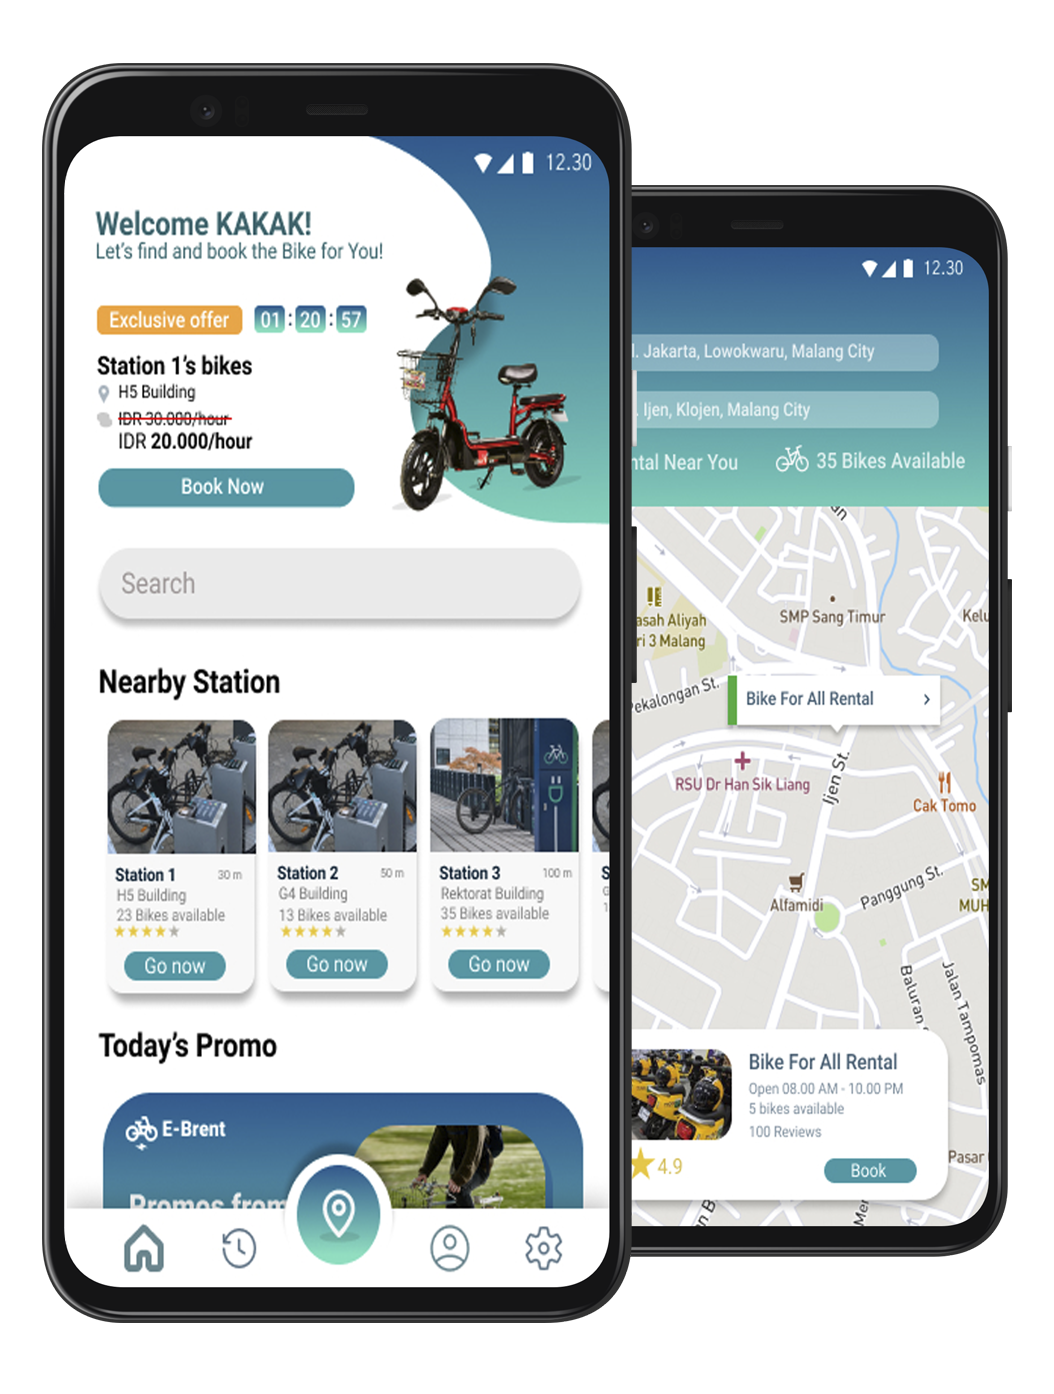 12.30
Welcome KAKAK!
Let's find and book the Bike for You!
Exclusive offer 01 : 20 : 57
Station 1's bikes
H5 Building
IDR 30.000/hour
IDR 20.000/hour
Book Now
Search
Nearby Station
Station 1 30 m
H5 Building
23 Bikes available
Go now
Station 2 50 m
G4 Building
13 Bikes available
Go now
Station 3 100 m
Rektorat Building
35 Bikes available
Go now
S
G
1
Today's Promo
E-Brent
Promos from
12.30
l. Jakarta, Lowokwaru, Malang City
. Ijen, Klojen, Malang City
ntal Near You
35 Bikes Available
an
SMP Sang Timur
Kelu
asah Aliyah
ri 3 Malang
Pekalongan St.
Bike For All Rental
RSU Dr Han Sik Liang
Ijen St.
Cak Tomo
Alfamidi
Panggung St.
SM
MUH
Baluran S
Jalan Tampomas
Bike For All Rental
Open 08.00 AM - 10.00 PM
5 bikes available
100 Reviews
4.9
Book
Pasar
Mer
n B